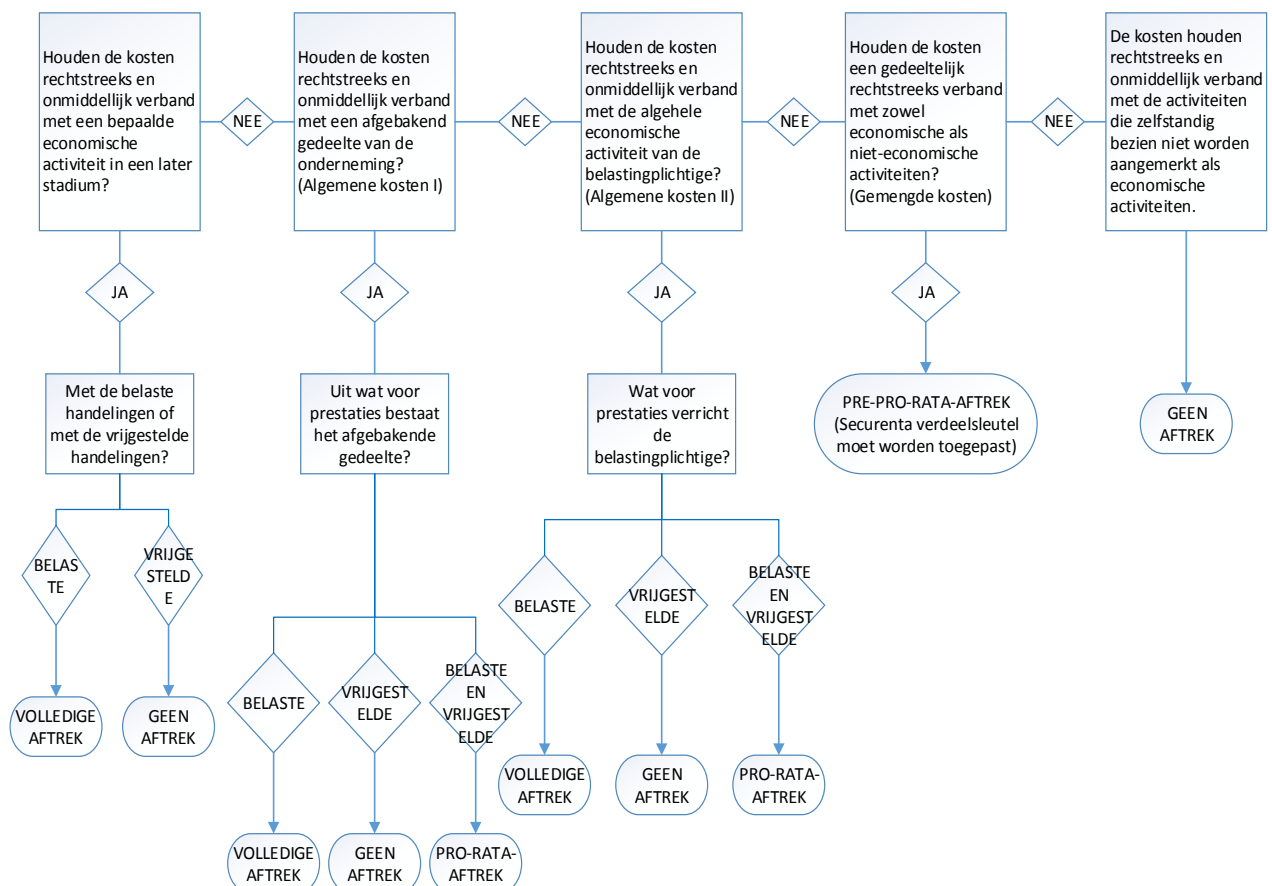 Houden de kosten
rechtstreeks en
onmiddellijk verband
met een bepaalde
economische
activiteit in een later
stadium?
NEE
Houden de kosten
rechtstreeks en
onmiddellijk verband
met een afgebakend
gedeelte van de
onderneming?
(Algemene kosten I)
NEE
Houden de kosten
rechtstreeks en
onmiddellijk verband
met de algehele
economische
activiteit van de
belastingplichtige?
(Algemene kosten II)
NEE
Houden de kosten
een gedeeltelijk
rechtstreeks verband
met zowel
economische als
niet-economische
activiteiten?
(Gemengde kosten)
NEE
De kosten houden
rechtstreeks en
onmiddellijk verband
met de activiteiten
die zelfstandig
bezien niet worden
aangemerkt als
economische
activiteiten.
JA
JA
JA
JA
Met de belaste
handelingen of
met de vrijgestelde
handelingen?
Uit wat voor
prestaties bestaat
het afgebakende
gedeelte?
Wat voor
prestaties verricht
de
belastingplichtige?
PRE-PRO-RATA-AFTREK
(Securenta verdeelsleutel
moet worden toegepast)
GEEN
AFTREK
BELAS
TE
VRIJGE
STELD
E
BELASTE
VRIJGEST
ELDE
BELASTE
EN
VRIJGEST
ELDE
VOLLEDIGE
AFTREK
GEEN
AFTREK
BELASTE
VRIJGEST
ELDE
BELASTE
EN
VRIJGEST
ELDE
VOLLEDIGE
AFTREK
GEEN
AFTREK
PRO-RATA-
AFTREK
VOLLEDIGE
AFTREK
GEEN
AFTREK
PRO-RATA-
AFTREK